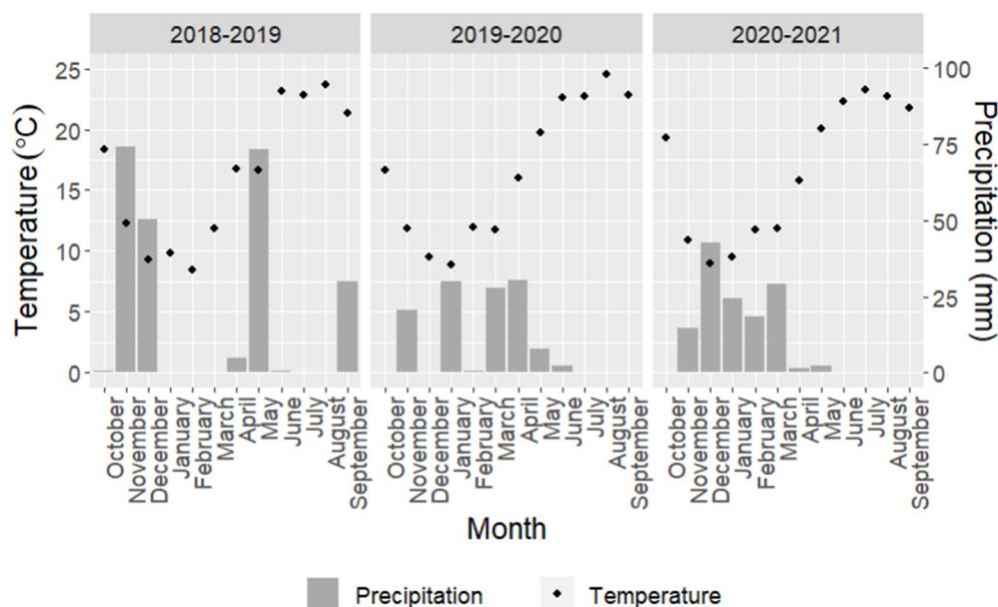 2018-2019
2019-2020
2020-2021
25
20
15
10
5
0
Temperature (°C)
100
75
50
25
0
Precipitation (mm)
October
November
December
January
February
March
April
May
June
July
August
September
October
November
December
January
February
March
April
May
June
July
August
September
October
November
December
January
February
March
April
May
June
July
August
September
Month
Precipitation
Temperature